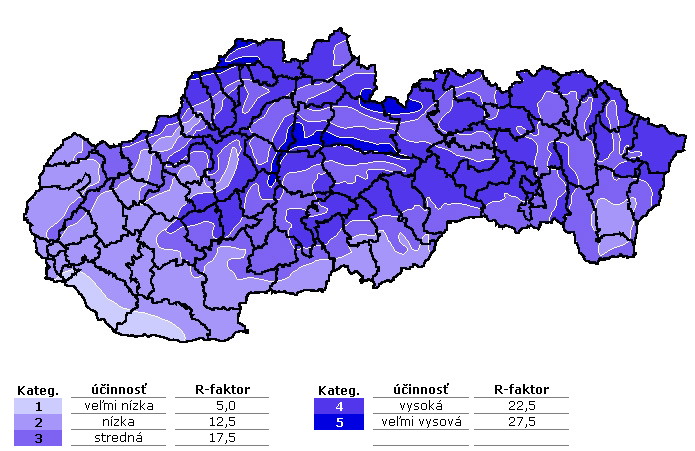 Kateg. účinnosť R-faktor Kateg. účinnosť R-faktor
1 veľmi nízka 5,0 4 vysoká 22,5
2 nízka 12,5 5 veľmi vysová 27,5
3 stredná 17,5